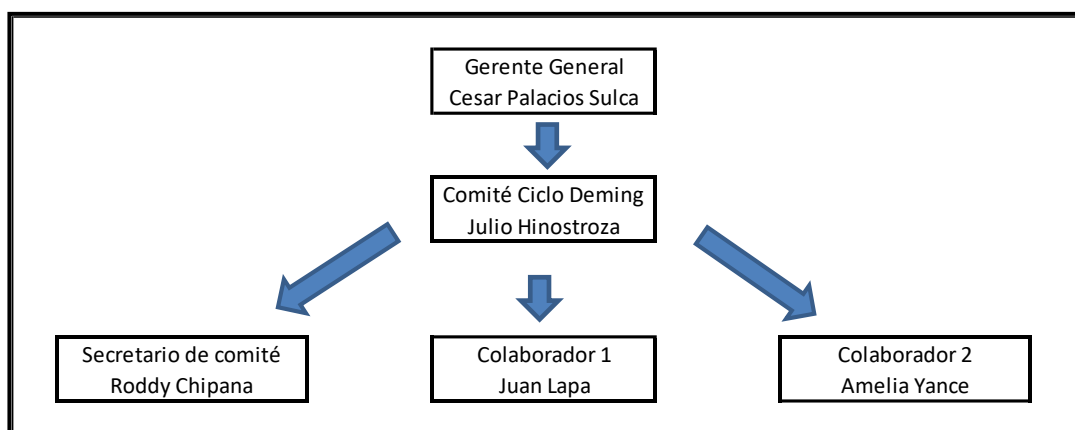 Gerente General
Cesar Palacios Sulca
Comité Ciclo Deming
Julio Hinostroza
Secretario de comité
Roddy Chipana
Colaborador 1
Juan Lapa
Colaborador 2
Amelia Yance